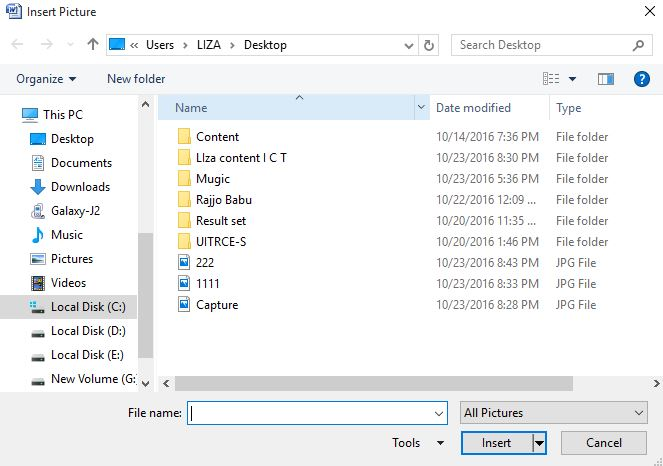 Insert Picture
« Users > LIZA > Desktop
Search Desktop
Organize
New folder
This PC
Desktop
Documents
Downloads
Galaxy-J2
Music
Pictures
Videos
Local Disk (C:)
Local Disk (D:)
Local Disk (E:)
New Volume (G:
Name Date modified Type
Content 10/14/2016 7:36 PM File folder
LIza content I C T 10/23/2016 8:30 PM File folder
Mugic 10/23/2016 5:36 PM File folder
Rajjo Babu 10/22/2016 12:09 ... File folder
Result set 10/20/2016 11:35 ... File folder
UITRCE-S 10/20/2016 1:46 PM File folder
222 10/23/2016 8:43 PM JPG File
1111 10/23/2016 8:33 PM JPG File
Capture 10/23/2016 8:28 PM JPG File
File name:
All Pictures
Tools
Insert
Cancel